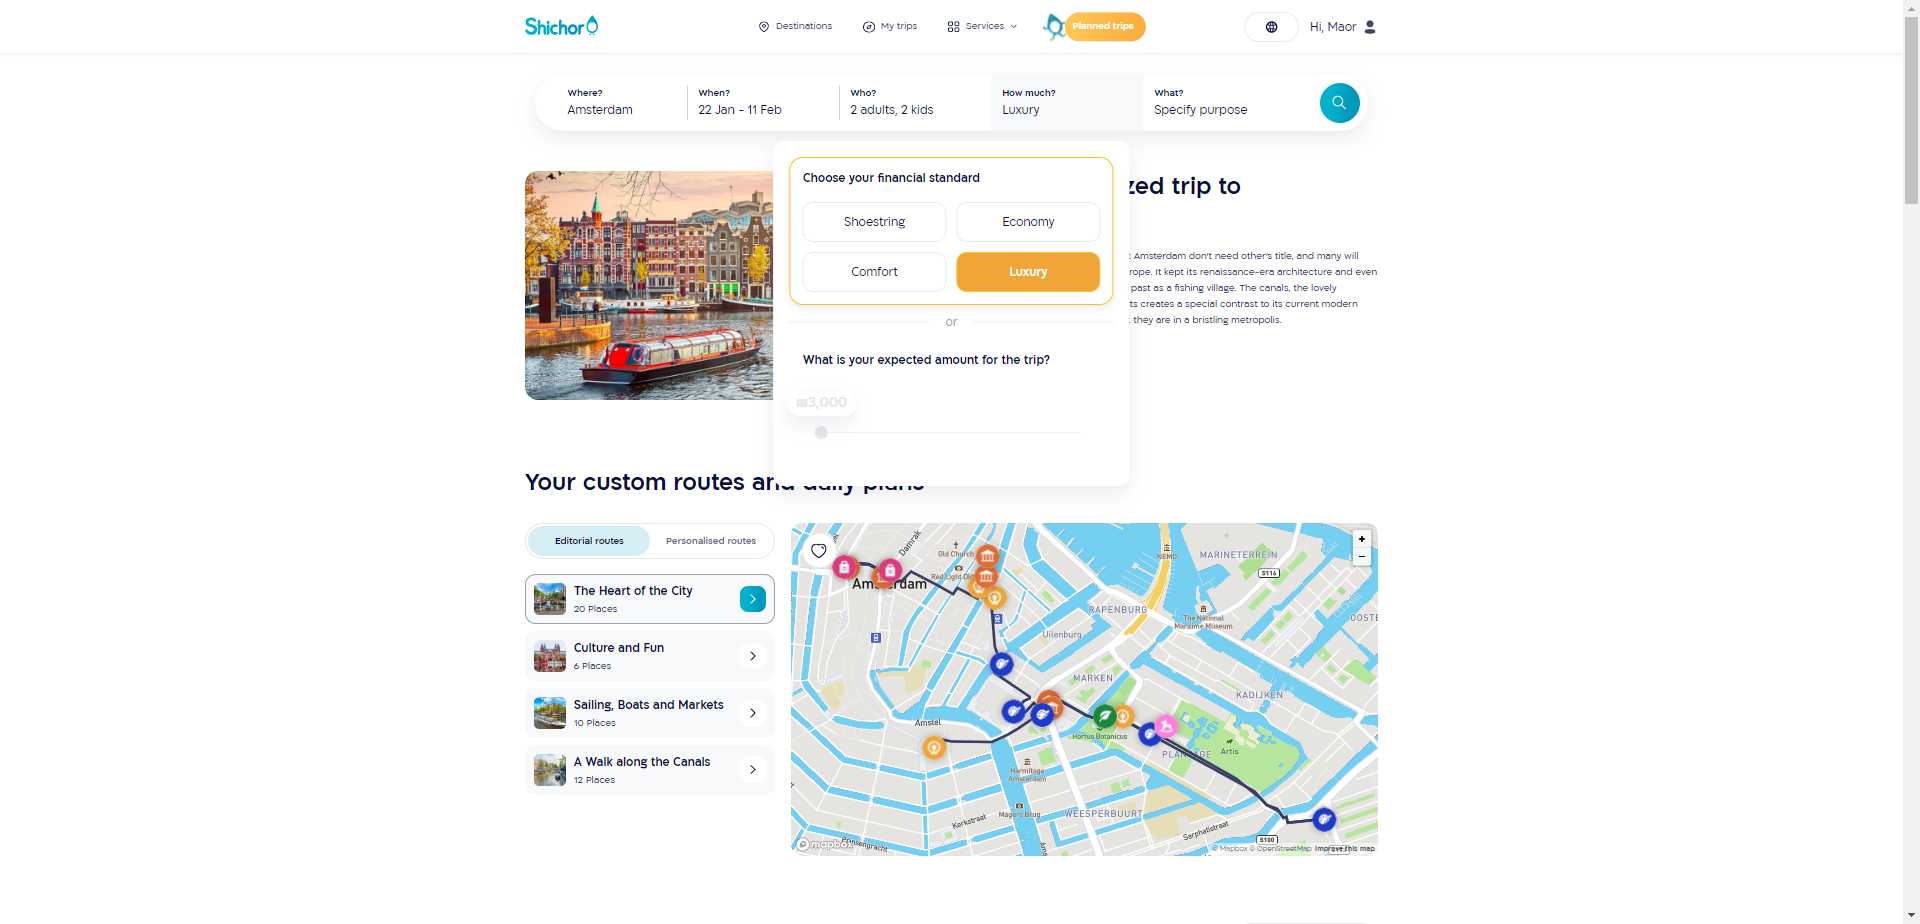 Shichor
Destinations
My trips
Services
Planned trips
Hi, Maor
Where?
Amsterdam
When?
22 Jan - 11 Feb
Who?
2 adults, 2 kids
How much?
Luxury
What?
Specify purpose
Choose your financial standard
Shoestring
Economy
Comfort
Luxury
or
What is your expected amount for the trip?
₪3,000
zed trip to
Amsterdam don't need other's title, and many will
rope. It kept its renaissance-era architecture and even
past as a fishing village. The canals, the lovely
ts creates a special contrast to its current modern
they are in a bristling metropolis.
Your custom routes and daily plans
Editorial routes
Personalised routes
The Heart of the City
20 Places
Culture and Fun
6 Places
Sailing, Boats and Markets
10 Places
A Walk along the Canals
12 Places
Damrak
Old Church
Red Light Di
Amsterdam
NEMO
MARINETERREIN
S116
+
−
RAPENBURG
The National
Maritime Museum
OOSTE
Uilenburg
MARKEN
KADIJKEN
Amstel
Hortus Botanicus
PLANTAGE
Artis
Hermitage
Amsterdam
Magere Brug
WEESPERBUURT
Kerkstraat
Prinsengracht
Sarphatistraat
S100
Ams
mapbox
© Mapbox © OpenStreetMap Improve this map